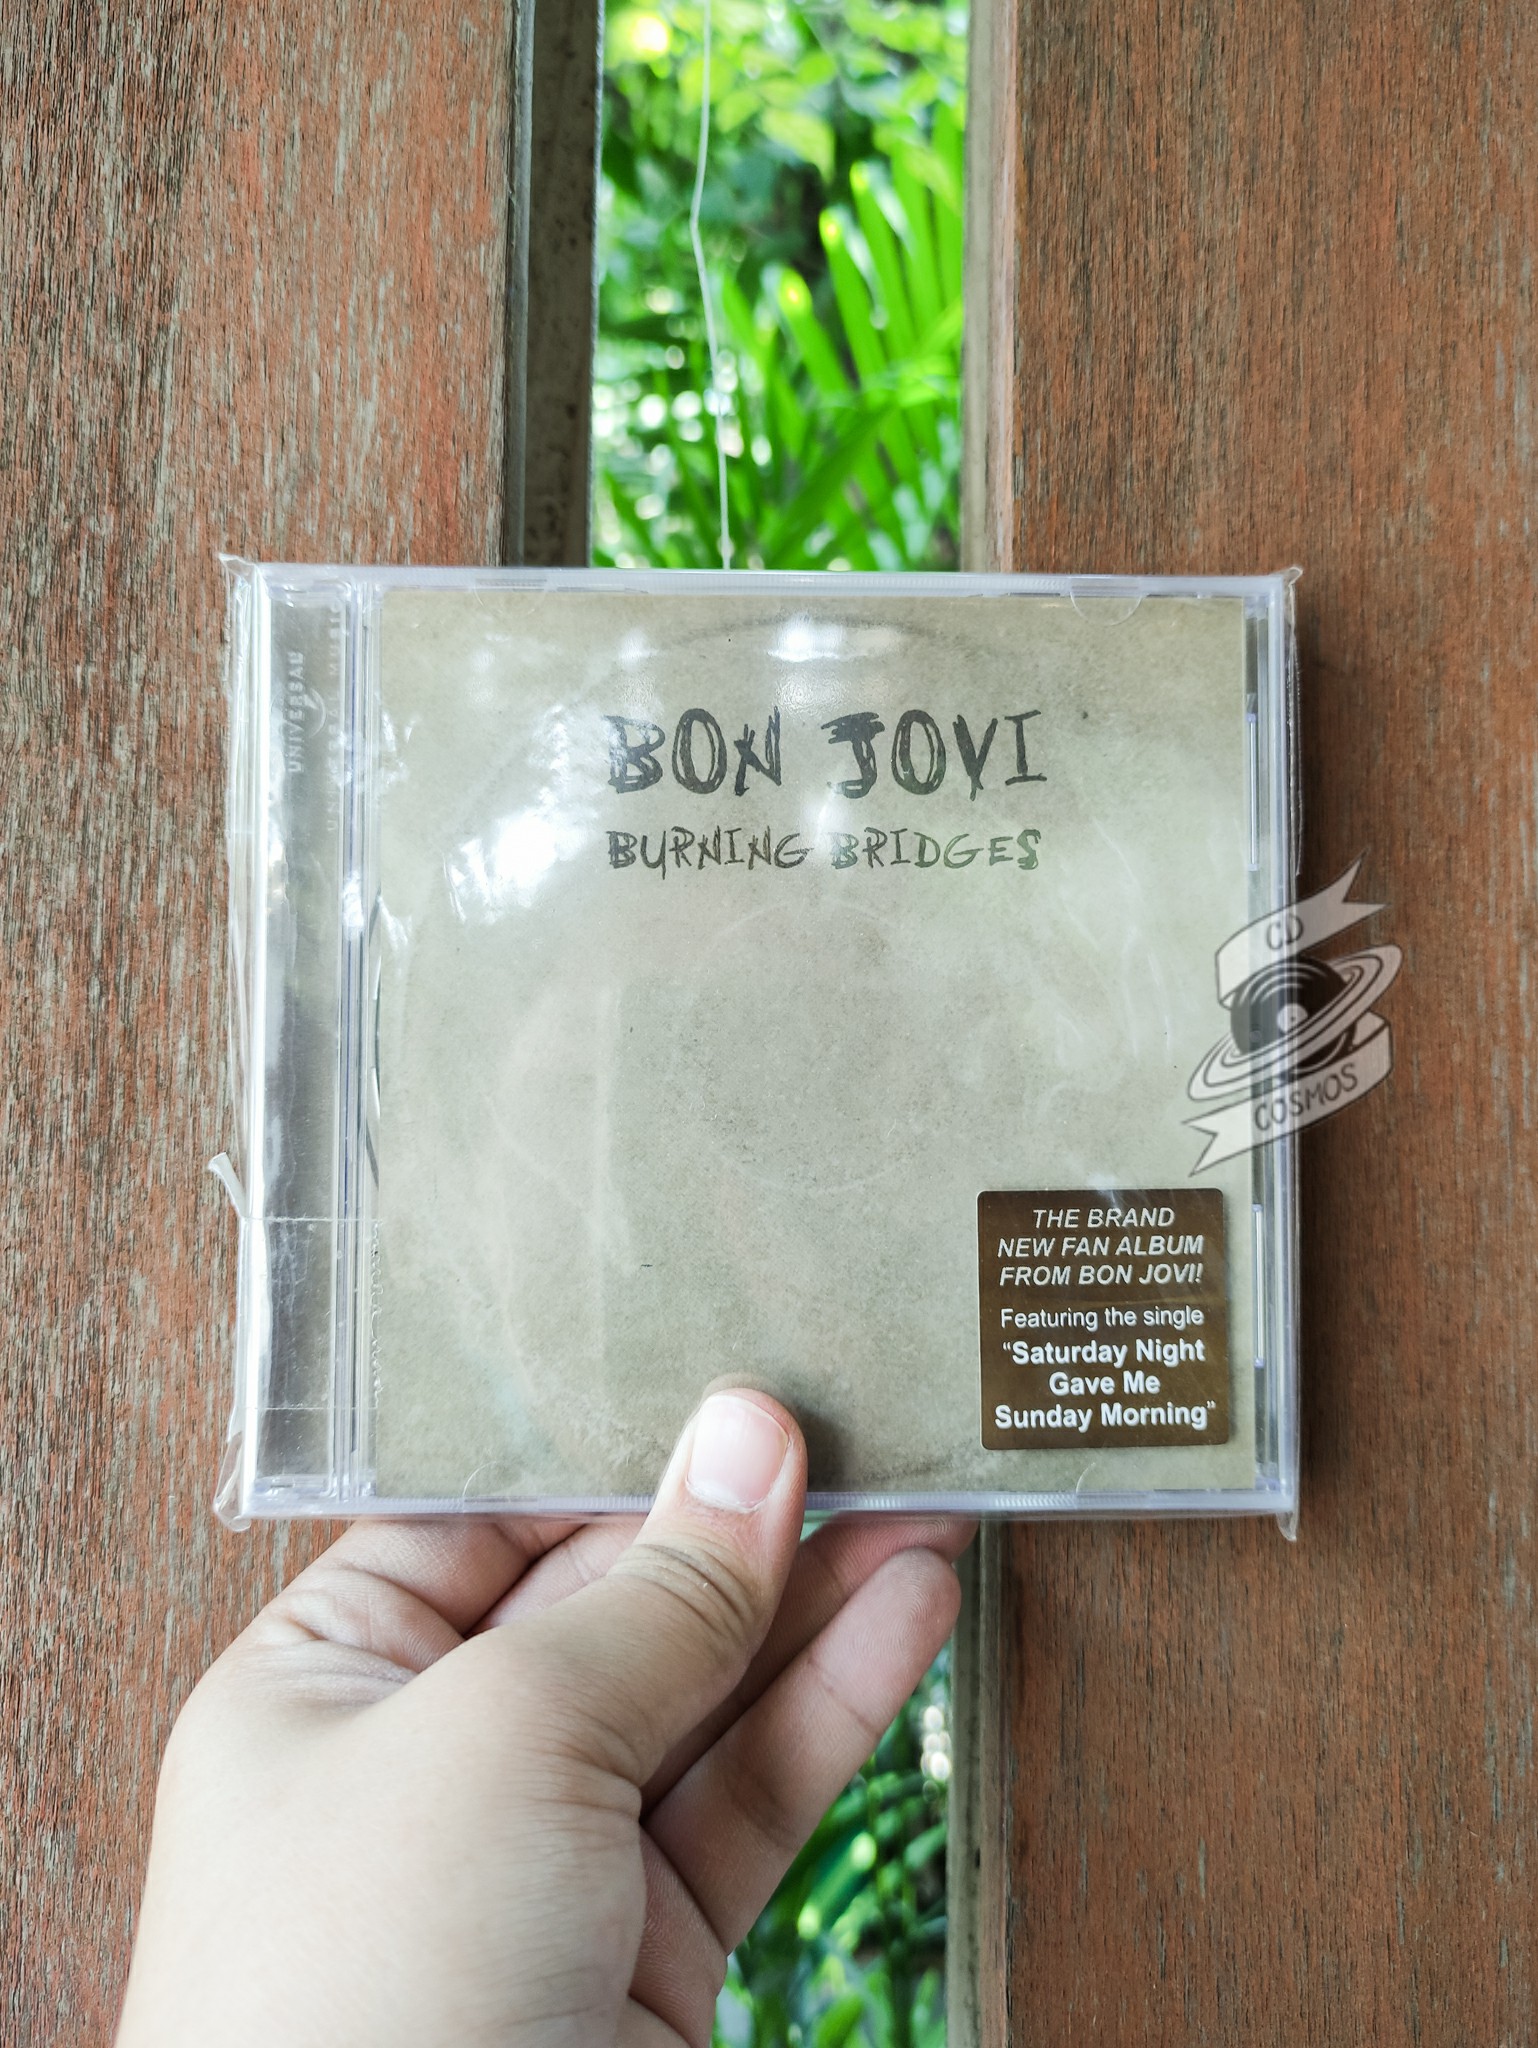 BON JOVI
BURNING BRIDGES
UNIVERSAL
CD
COSMOS
THE BRAND
NEW FAN ALBUM
FROM BON JOVI!
Featuring the single
“Saturday Night
Gave Me
Sunday Morning”